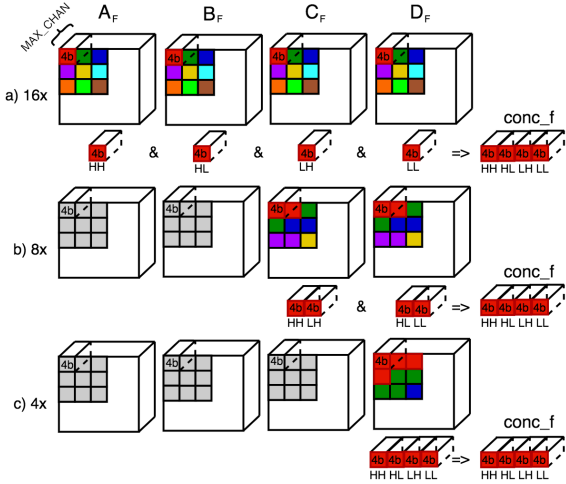 MAX_CHAN
A_F B_F C_F D_F
4b 4b 4b 4b
a) 16x
conc_f
4b & 4b & 4b & 4b => 4b 4b 4b 4b
HH HL LH LL HH HL LH LL
4b 4b 4b 4b
b) 8x
conc_f
4b 4b & 4b 4b => 4b 4b 4b 4b
HH LH HL LL HH HL LH LL
4b 4b 4b 4b
c) 4x
conc_f
4b 4b 4b 4b => 4b 4b 4b 4b
HH HL LH LL HH HL LH LL